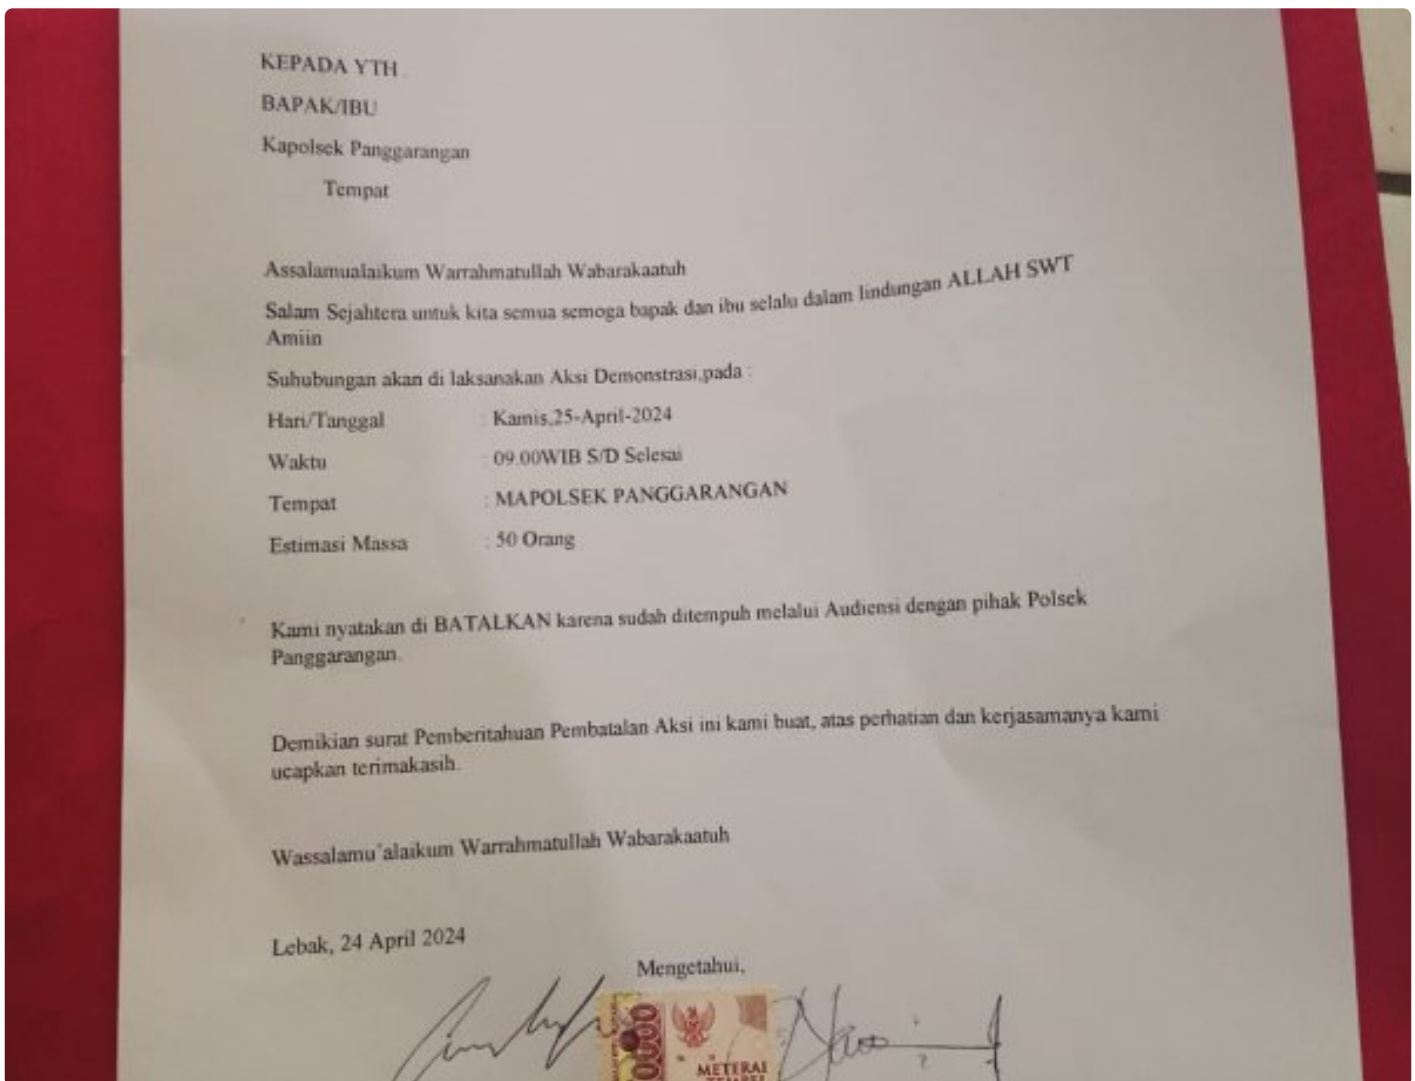 KEPADA YTH
BAPAK/IBU
Kapolsek Panggarangan
Tempat
Assalamualaikum Warrahmatullah Wabarakaatuh
Salam Sejahtera untuk kita semua semoga bapak dan ibu selalu dalam lindungan ALLAH SWT
Amiin
Suhubungan akan di laksanakan Aksi Demonstrasi,pada :
Hari/Tanggal : Kamis,25-April-2024
Waktu : 09.00WIB S/D Selesai
Tempat : MAPOLSEK PANGGARANGAN
Estimasi Massa : 50 Orang
Kami nyatakan di BATALKAN karena sudah ditempuh melalui Audiensi dengan pihak Polsek
Panggarangan.
Demikian surat Pemberitahuan Pembatalan Aksi ini kami buat, atas perhatian dan kerjasamanya kami
ucapkan terimakasih.
Wassalamu'alaikum Warrahmatullah Wabarakaatuh
Lebak, 24 April 2024
Mengetahui,
METERAI
TEMPEL